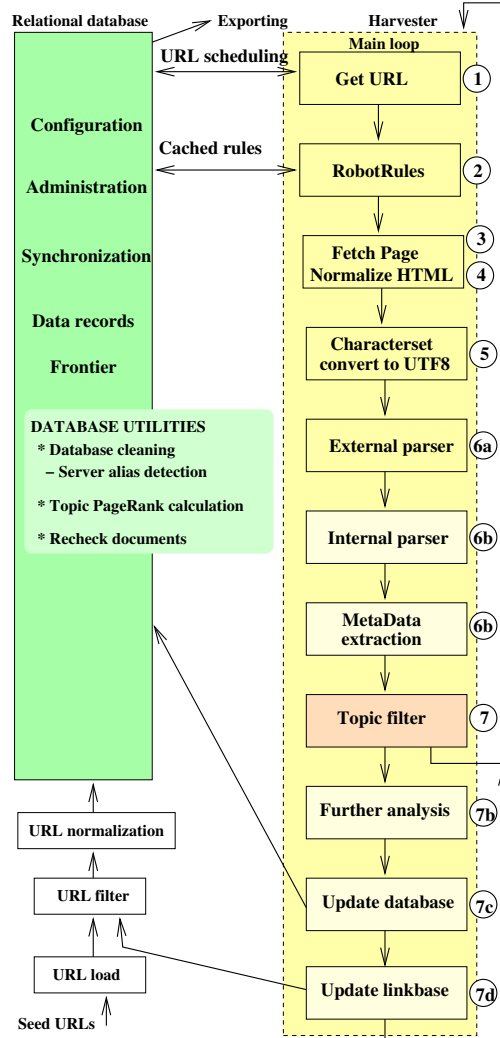 Relational database
Exporting
Harvester
Main loop
URL scheduling
Get URL
1
Configuration
Cached rules
RobotRules
2
Administration
3
Synchronization
Fetch Page
Normalize HTML
4
Data records
Characterset
convert to UTF8
5
Frontier
DATABASE UTILITIES
* Database cleaning
– Server alias detection
* Topic PageRank calculation
* Recheck documents
External parser
6a
Internal parser
6b
MetaData
extraction
6b
Topic filter
7
Further analysis
7b
URL normalization
URL filter
Update database
7c
URL load
Update linkbase
7d
Seed URLs